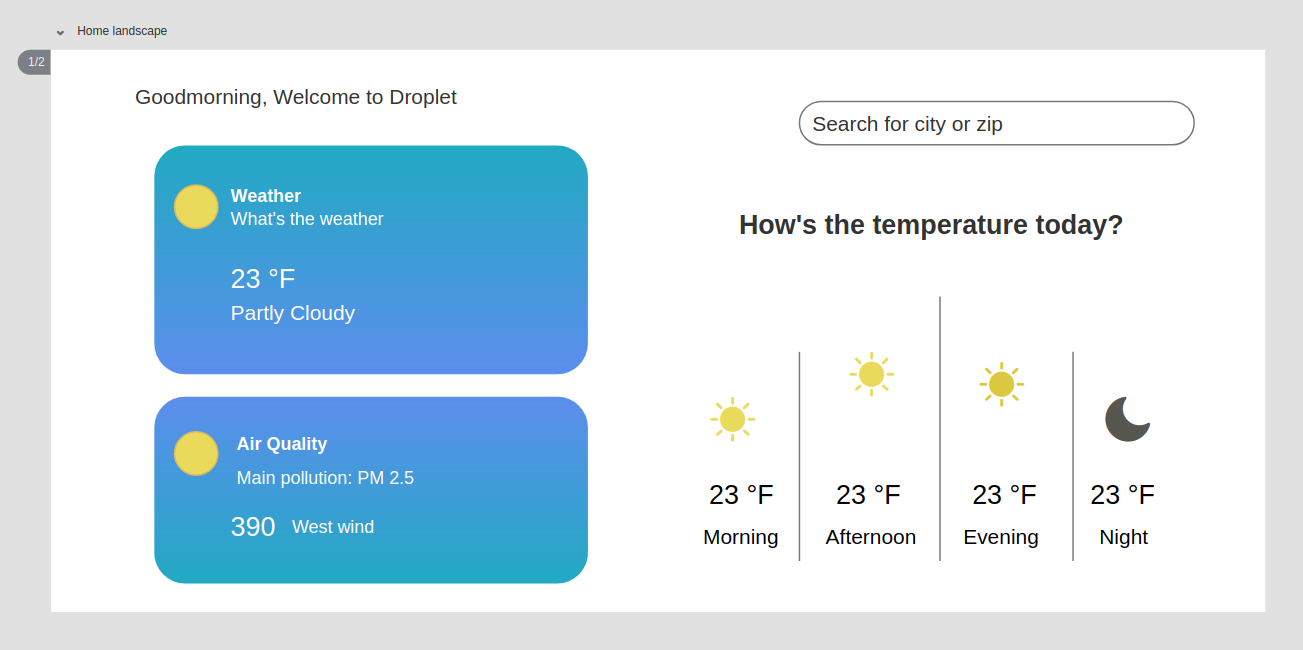 Home landscape
1/2
Goodmorning, Welcome to Droplet
Search for city or zip
Weather
What's the weather
23 °F
Partly Cloudy
Air Quality
Main pollution: PM 2.5
390 West wind
How's the temperature today?
23 °F 23 °F 23 °F 23 °F
Morning Afternoon Evening Night